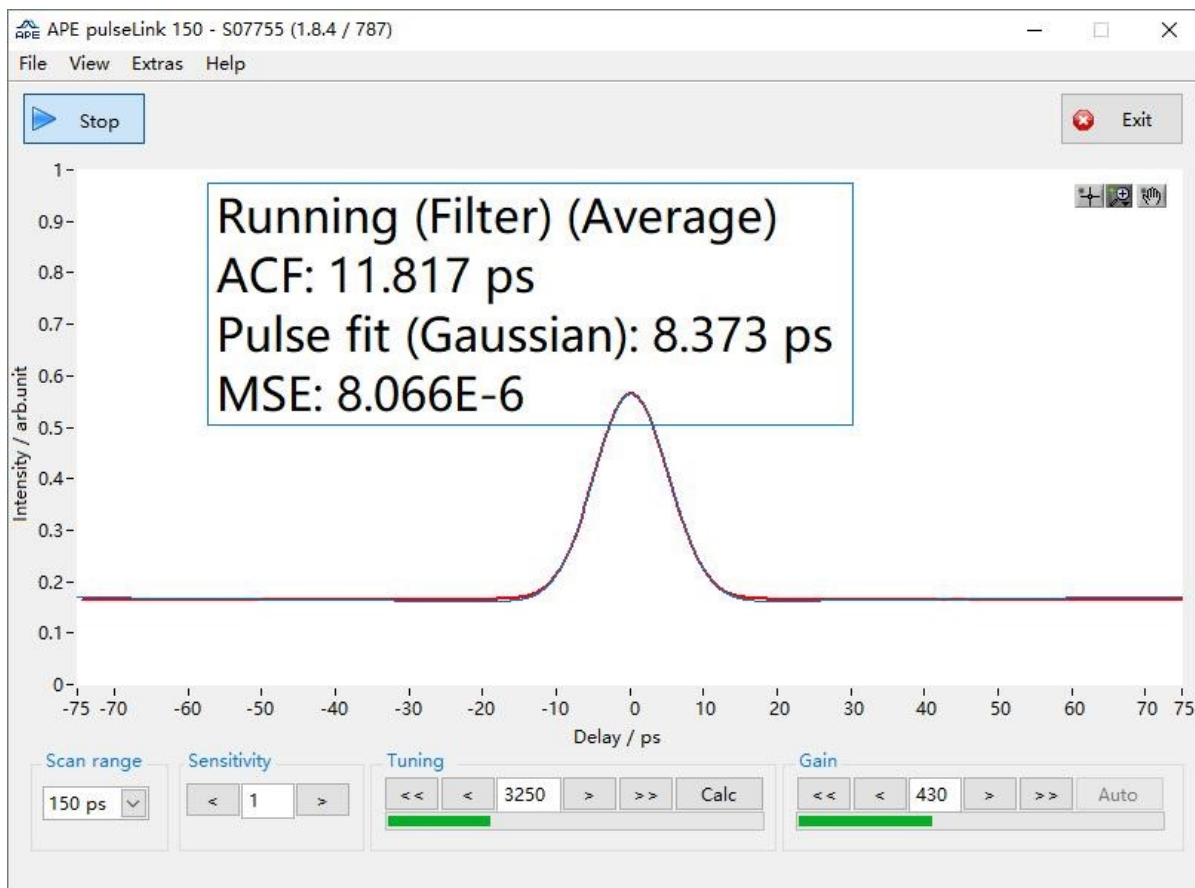 APE pulseLink 150 - S07755 (1.8.4 / 787)
File View Extras Help
Stop
Exit
Running (Filter) (Average)
ACF: 11.817 ps
Pulse fit (Gaussian): 8.373 ps
MSE: 8.066E-6
Intensity / arb.unit
1
0.9
0.8
0.7
0.6
0.5
0.4
0.3
0.2
0.1
0
-75 -70 -60 -50 -40 -30 -20 -10 0 10 20 30 40 50 60 70 75
Delay / ps
Scan range
150 ps
Sensitivity
< 1 >
Tuning
<< < 3250 > >> Calc
Gain
<< < 430 > >> Auto